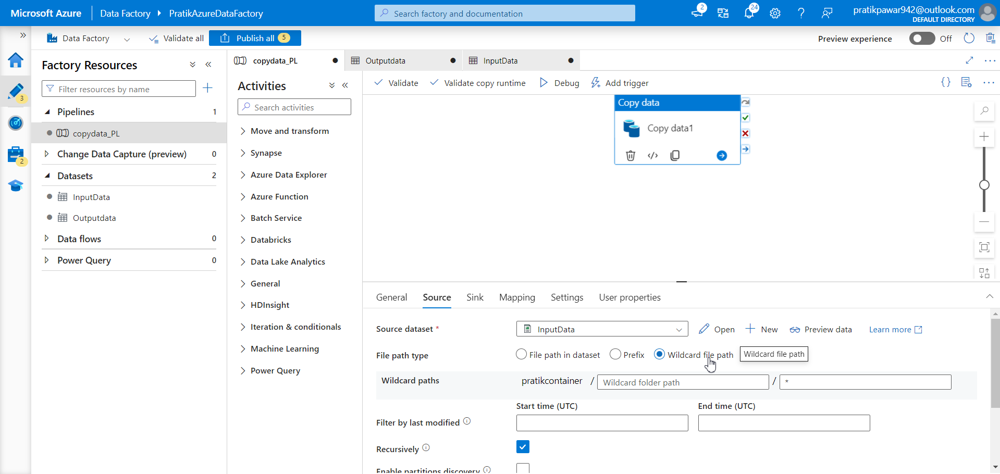 Microsoft Azure
Data Factory
PratikAzureDataFactory
Search factory and documentation
2
24
pratikpawar942@outlook.com
DEFAULT DIRECTORY
Data Factory
Validate all
Publish all 5
Preview experience
Off
3
2
Factory Resources
Filter resources by name
Pipelines 1
copydata_PL
Change Data Capture (preview) 0
Datasets 2
InputData
Outputdata
Data flows 0
Power Query 0
copydata_PL
Outputdata
InputData
Activities
Search activities
Move and transform
Synapse
Azure Data Explorer
Azure Function
Batch Service
Databricks
Data Lake Analytics
General
HDInsight
Iteration & conditionals
Machine Learning
Power Query
Validate
Validate copy runtime
Debug
Add trigger
Copy data
Copy data1
General
Source
Sink
Mapping
Settings
User properties
Source dataset *
InputData
Open
New
Preview data
Learn more
File path type
File path in dataset
Prefix
Wildcard file path
Wildcard file path
Wildcard paths
pratikcontainer / Wildcard folder path / *
Start time (UTC)
End time (UTC)
Filter by last modified
Recursively
Enable partitions discovery